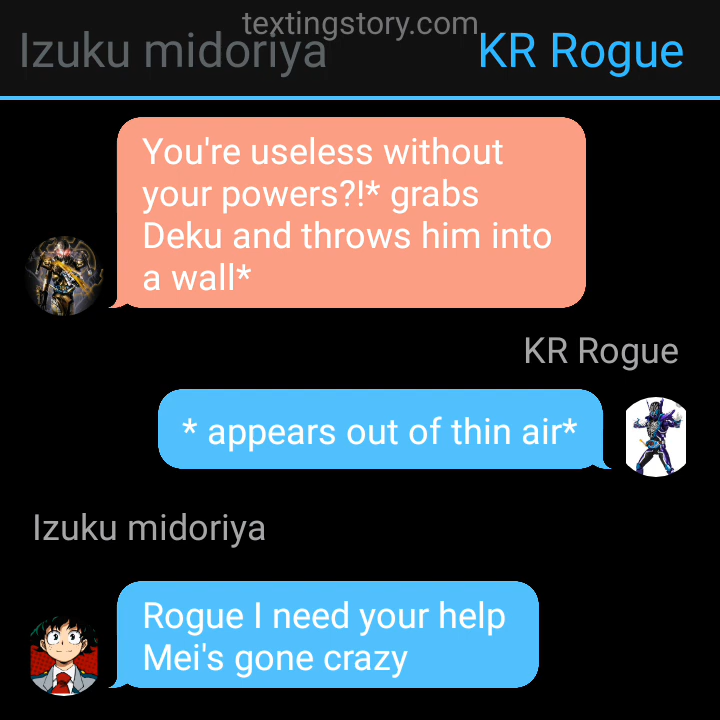 textingstory.com
Izuku midoriya
KR Rogue
You're useless without
your powers?!* grabs
Deku and throws him into
a wall*
KR Rogue
* appears out of thin air*
Izuku midoriya
Rogue I need your help
Mei's gone crazy